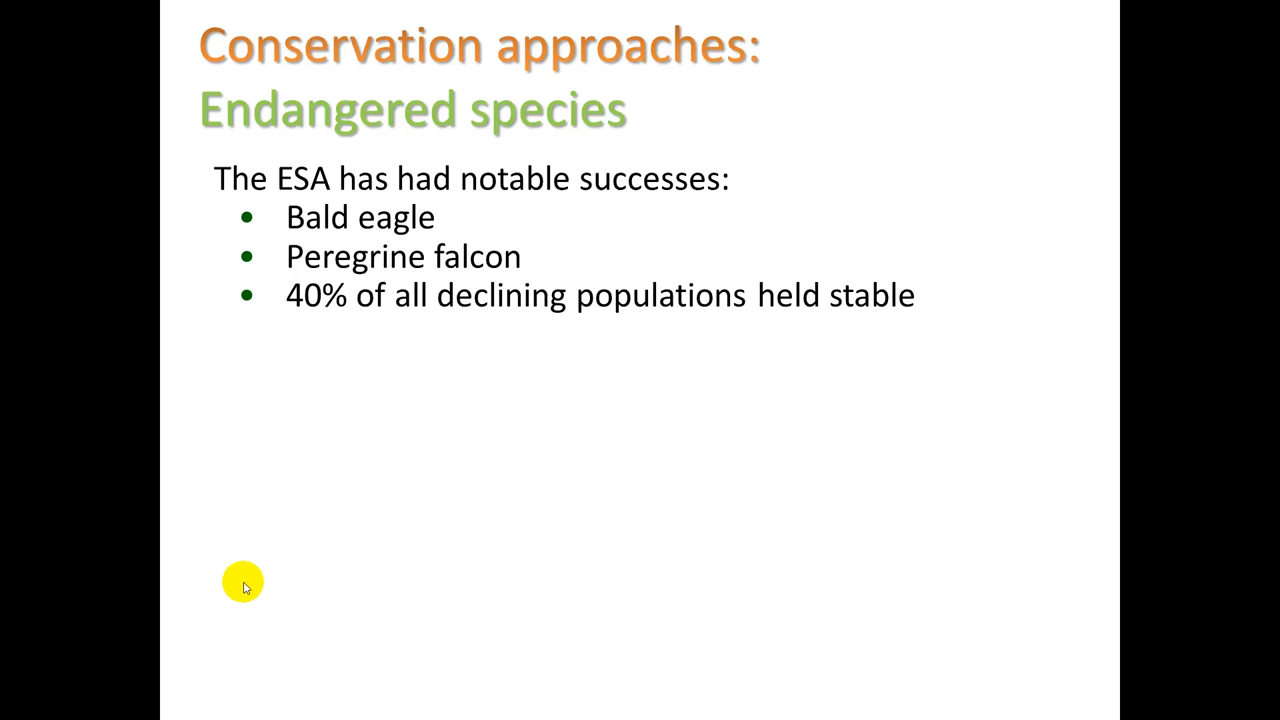 Conservation approaches:
Endangered species
The ESA has had notable successes:
• Bald eagle
• Peregrine falcon
• 40% of all declining populations held stable